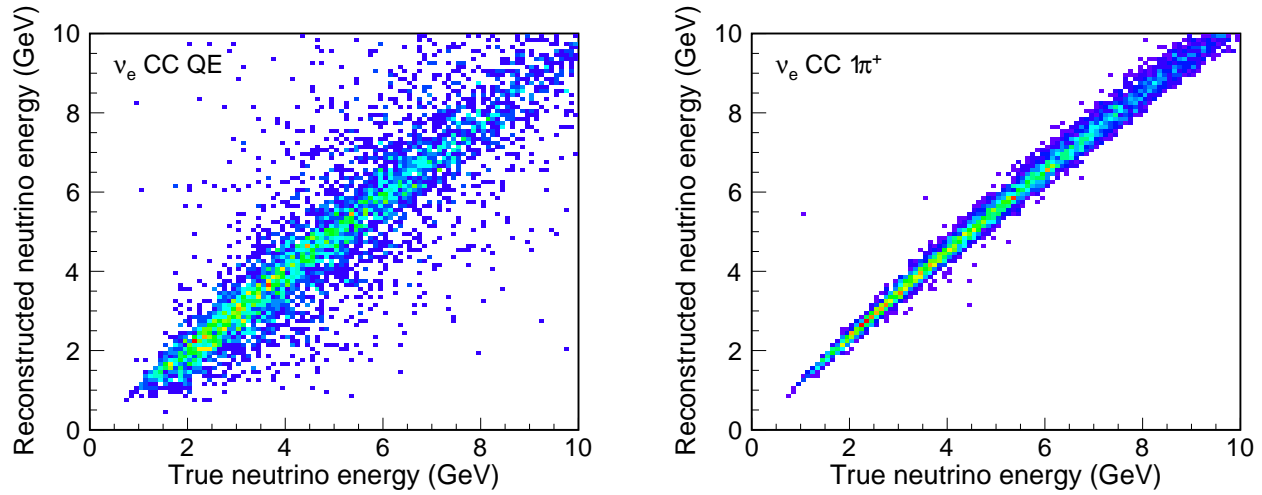 Reconstructed neutrino energy (GeV)
10
8
6
4
2
0
νe CC QE
0 2 4 6 8 10
True neutrino energy (GeV)
Reconstructed neutrino energy (GeV)
10
8
6
4
2
0
νe CC 1π+
0 2 4 6 8 10
True neutrino energy (GeV)